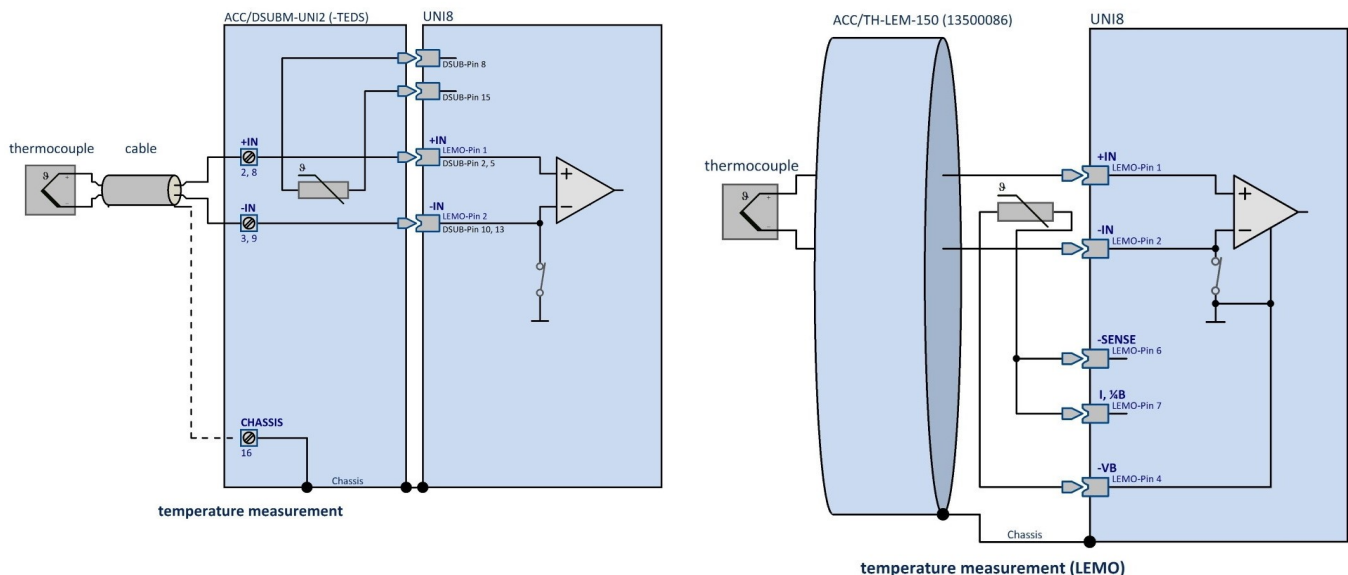 ACC/DSUBM-UNI2 (-TEDS)
UNI8
DSUB-Pin 8
DSUB-Pin 15
thermocouple
cable
ϑ
+IN
2, 8
ϑ
-IN
3, 9
+IN
LEMO-Pin 1
DSUB-Pin 2, 5
-IN
LEMO-Pin 2
DSUB-Pin 10, 13
+
−
CHASSIS
16
Chassis
temperature measurement
ACC/TH-LEM-150 (13500086)
UNI8
thermocouple
ϑ
+
-
ϑ
+IN
LEMO-Pin 1
-IN
LEMO-Pin 2
+
−
-SENSE
LEMO-Pin 6
I, ¼B
LEMO-Pin 7
-VB
LEMO-Pin 4
Chassis
temperature measurement (LEMO)